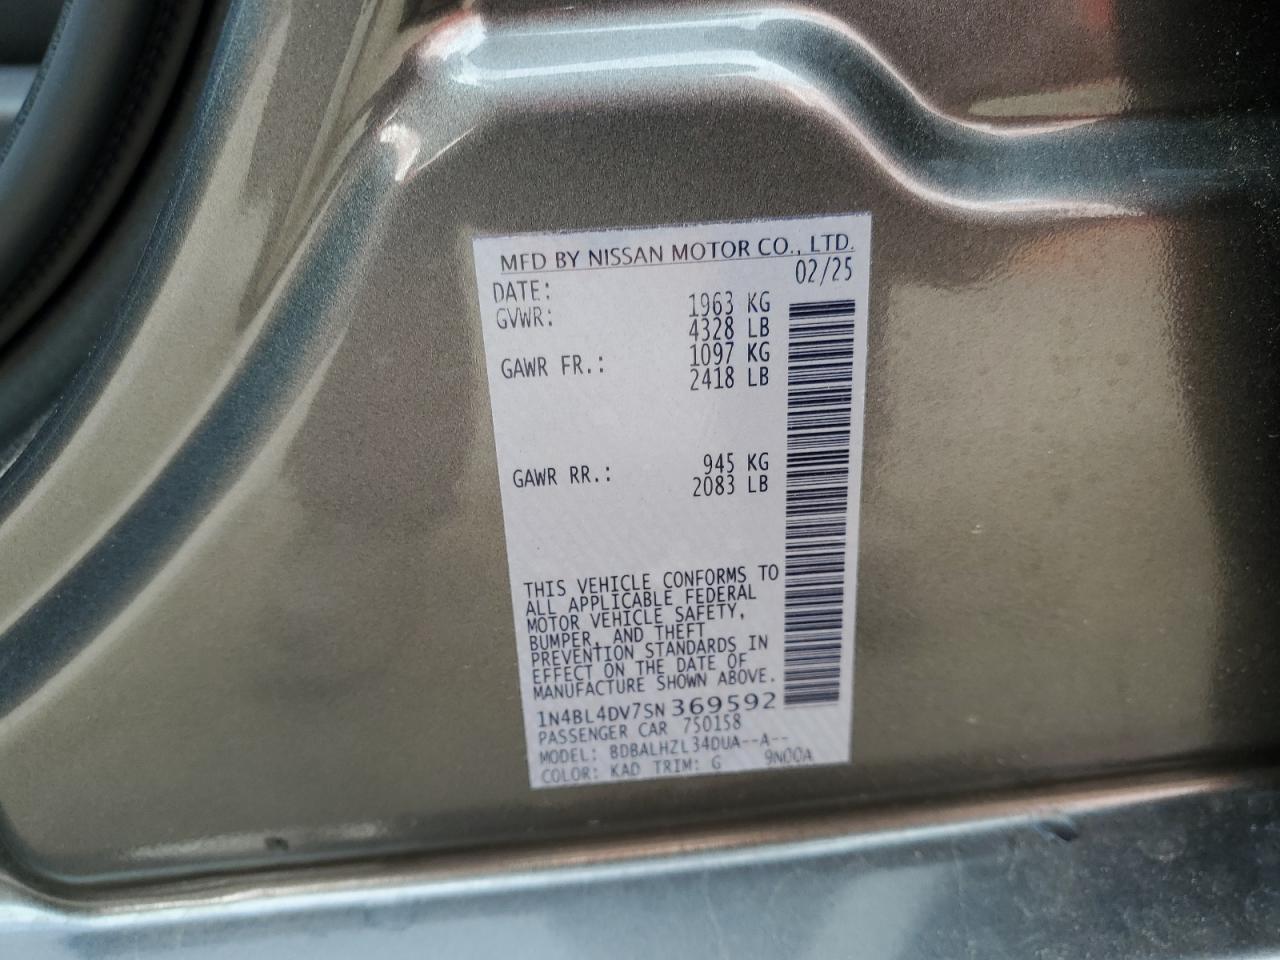 MFD BY NISSAN MOTOR CO., LTD.
DATE: 02/25
GVWR: 1963 KG
4328 LB
GAWR FR.: 1097 KG
2418 LB
GAWR RR.: 945 KG
2083 LB
THIS VEHICLE CONFORMS TO
ALL APPLICABLE FEDERAL
MOTOR VEHICLE SAFETY,
BUMPER, AND THEFT
PREVENTION STANDARDS IN
EFFECT ON THE DATE OF
MANUFACTURE SHOWN ABOVE.
1N4BL4DV7SN369592
PASSENGER CAR 750158
MODEL: BDBALHZL34DUA--A--
COLOR: KAD TRIM: G 9N00A